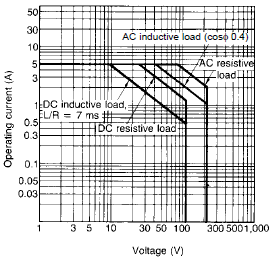 50
30
AC inductive load (cosø 0.4)
10
AC resistive
load
5
3
DC inductive load,
L/R = 7 ms
DC resistive load
1
0.5
0.3
0.1
0.05
0.03
Operating current (A)
1 3 5 10 30 50 100 300 500 1,000
Voltage (V)